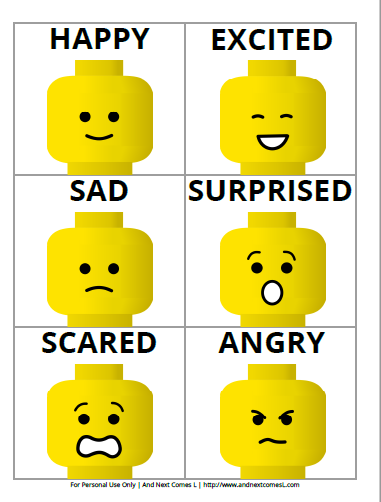 HAPPY
EXCITED
SAD
SURPRISED
SCARED
ANGRY
For Personal Use Only | And Next Comes L | http://www.andnextcomesL.com